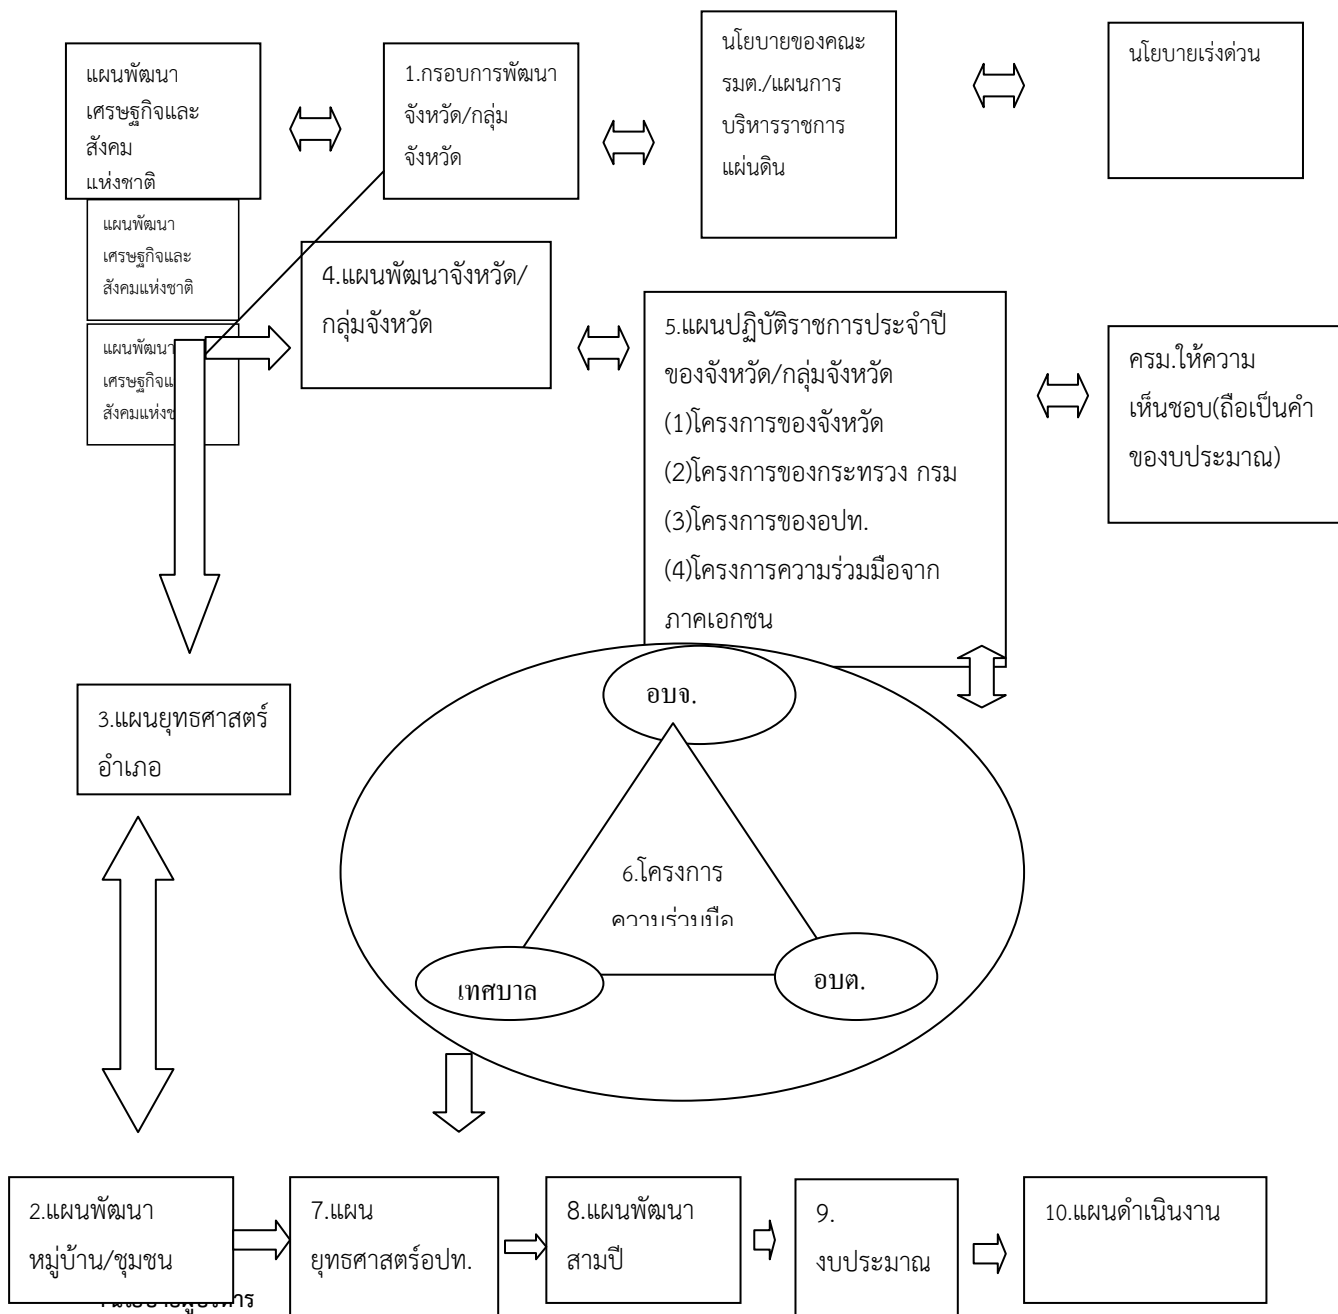 แผนพัฒนา
เศรษฐกิจและ
สังคม
แห่งชาติ
1.กรอบการพัฒนา
จังหวัด/กลุ่ม
จังหวัด
นโยบายของคณะ
รมต./แผนการ
บริหารราชการ
แผ่นดิน
นโยบายเร่งด่วน
แผนพัฒนา
เศรษฐกิจและ
สังคมแห่งชาติ
4.แผนพัฒนาจังหวัด/
กลุ่มจังหวัด
แผนพัฒนา
5.แผนปฏิบัติราชการประจำปี
ของจังหวัด/กลุ่มจังหวัด
(1)โครงการของจังหวัด
(2)โครงการของกระทรวง กรม
(3)โครงการของอปท.
(4)โครงการความร่วมมือจาก
ภาคเอกชน
ครม.ให้ความ
เห็นชอบ(ถือเป็นคำ
ของบประมาณ)
3.แผนยุทธศาสตร์
อำเภอ
อบจ.
6.โครงการ
ความร่วมมือ
เทศบาล
อบต.
2.แผนพัฒนา
หมู่บ้าน/ชุมชน
7.แผน
ยุทธศาสตร์อปท.
8.แผนพัฒนา
สามปี
9.
งบประมาณ
10.แผนดำเนินงาน